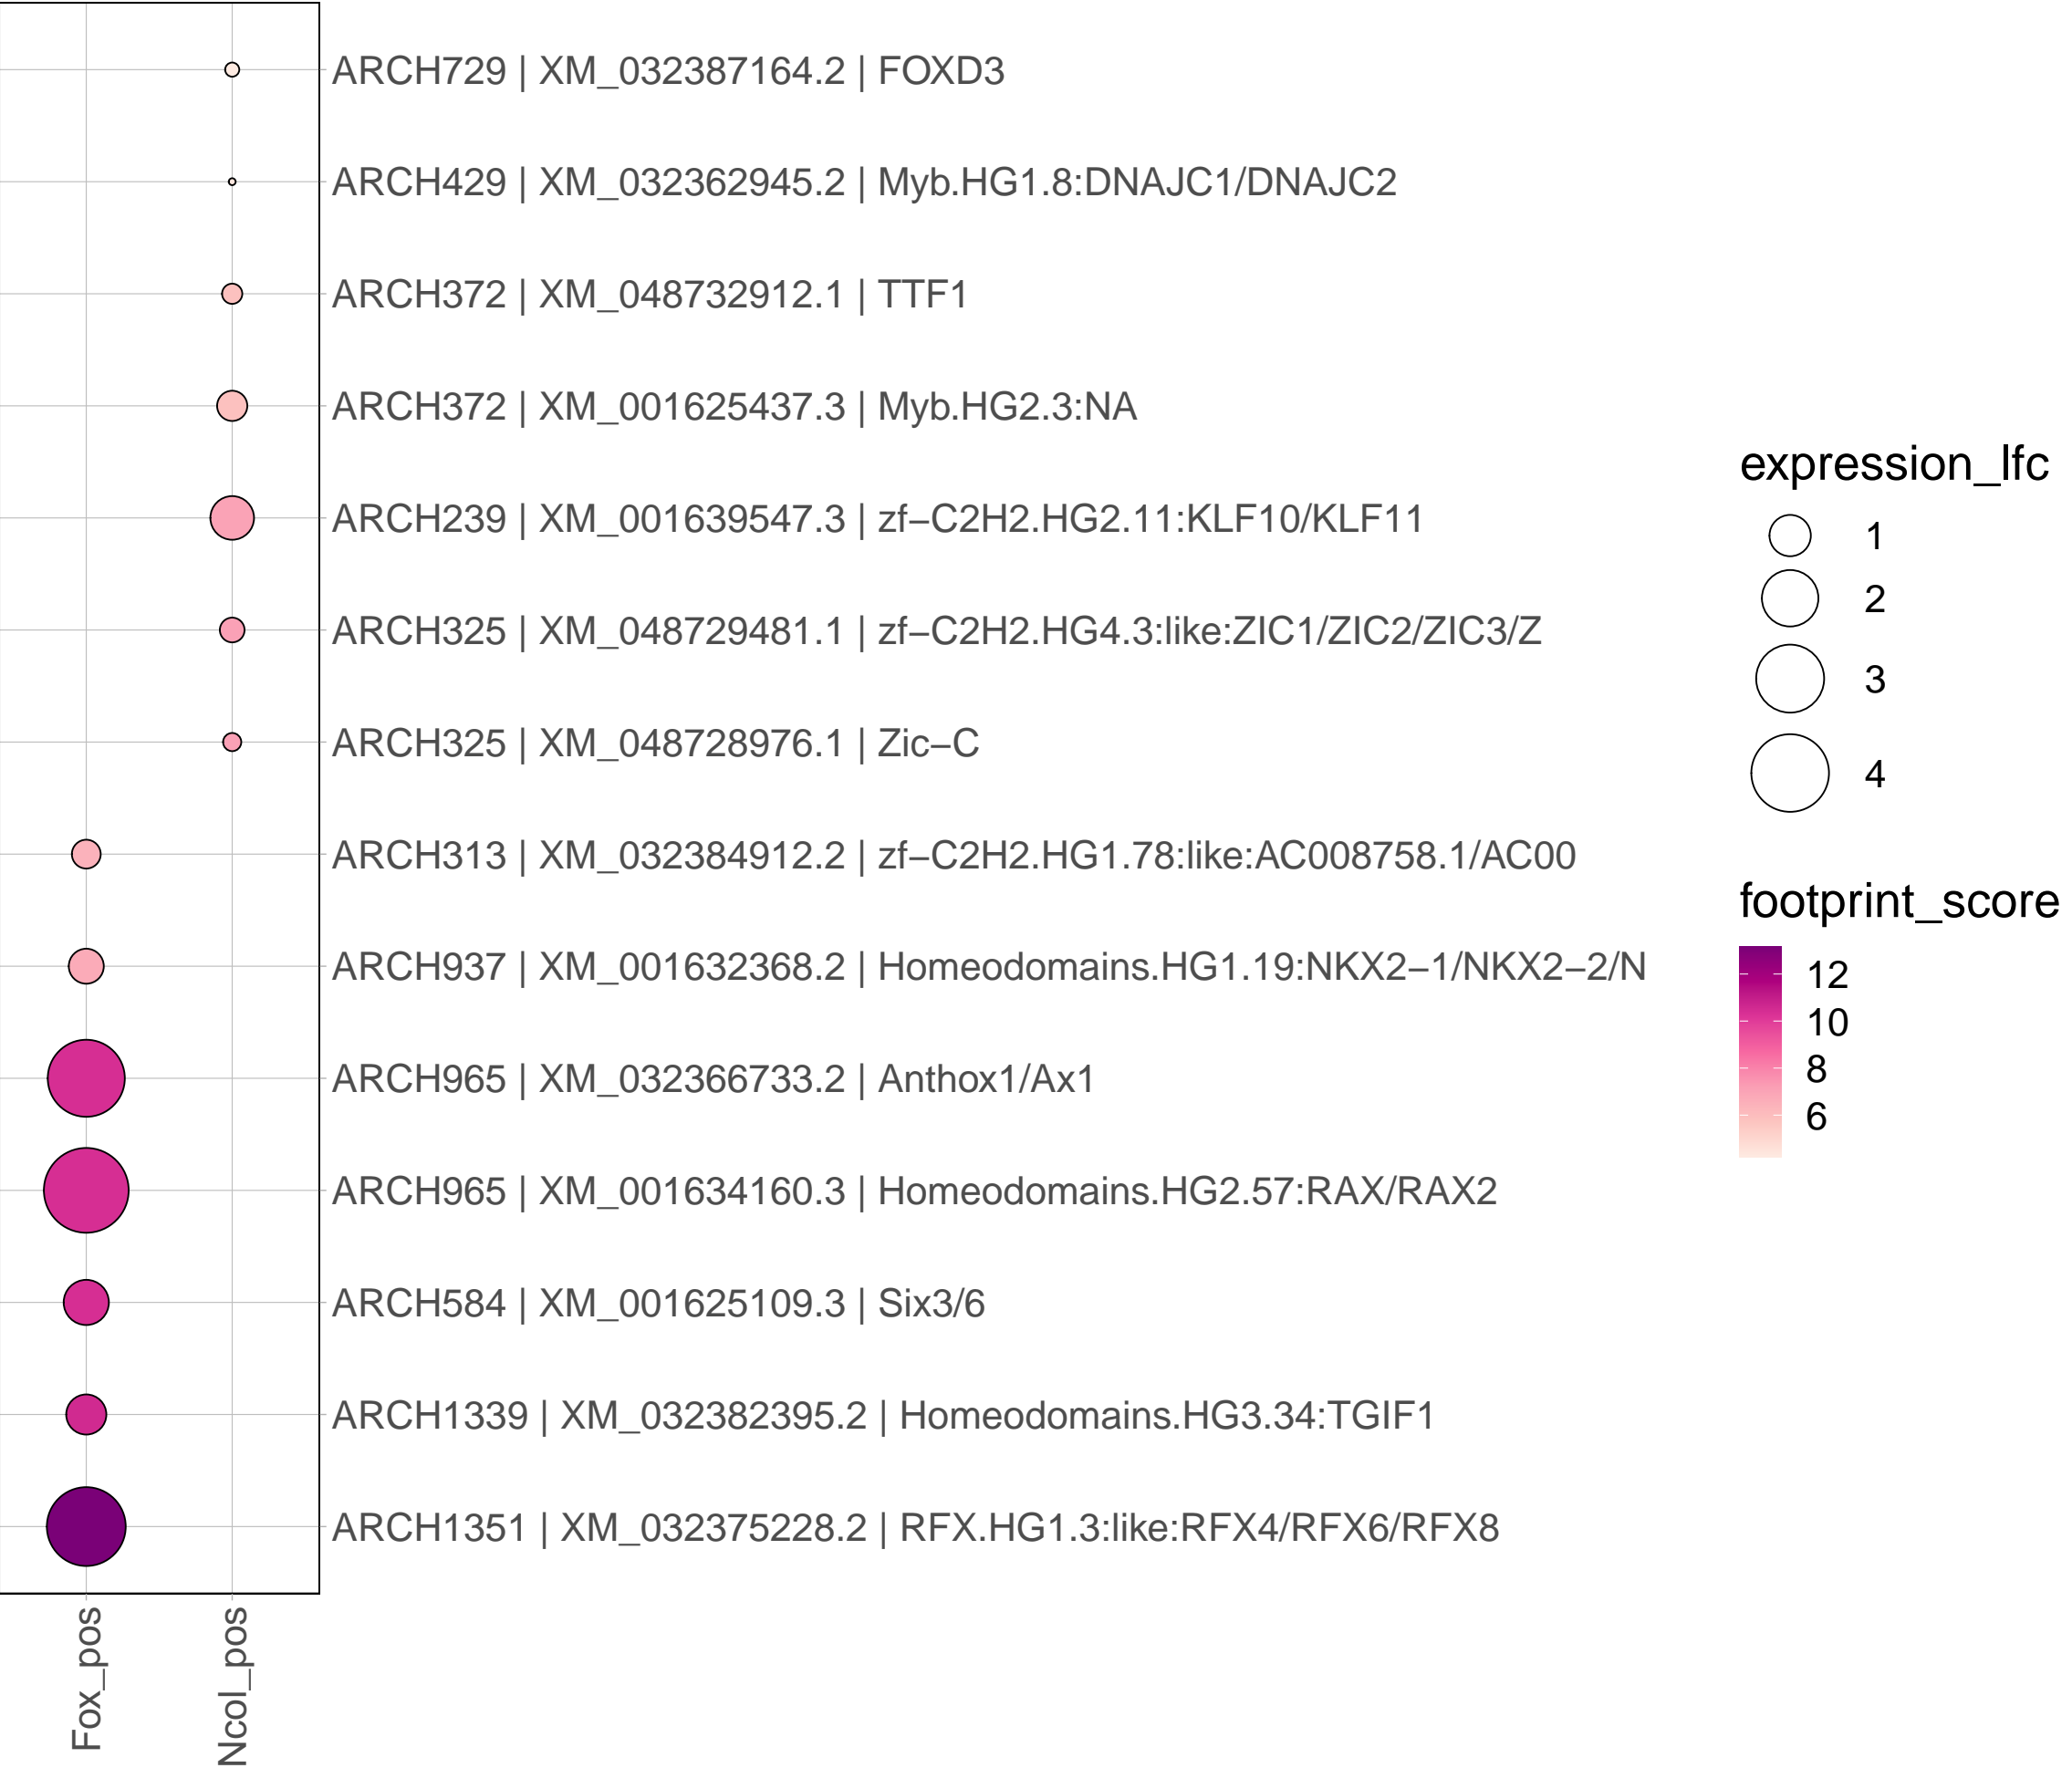 ARCH729 | XM_032387164.2 | FOXD3
ARCH429 | XM_032362945.2 | Myb.HG1.8:DNAJC1/DNAJC2
ARCH372 | XM_048732912.1 | TTF1
ARCH372 | XM_001625437.3 | Myb.HG2.3:NA
ARCH239 | XM_001639547.3 | zf−C2H2.HG2.11:KLF10/KLF11
ARCH325 | XM_048729481.1 | zf−C2H2.HG4.3:like:ZIC1/ZIC2/ZIC3/Z
ARCH325 | XM_048728976.1 | Zic−C
ARCH313 | XM_032384912.2 | zf−C2H2.HG1.78:like:AC008758.1/AC00
ARCH937 | XM_001632368.2 | Homeodomains.HG1.19:NKX2−1/NKX2−2/N
ARCH965 | XM_032366733.2 | Anthox1/Ax1
ARCH965 | XM_001634160.3 | Homeodomains.HG2.57:RAX/RAX2
ARCH584 | XM_001625109.3 | Six3/6
ARCH1339 | XM_032382395.2 | Homeodomains.HG3.34:TGIF1
ARCH1351 | XM_032375228.2 | RFX.HG1.3:like:RFX4/RFX6/RFX8
Fox_pos
Ncol_pos
expression_lfc
1
2
3
4
footprint_score
12
10
8
6